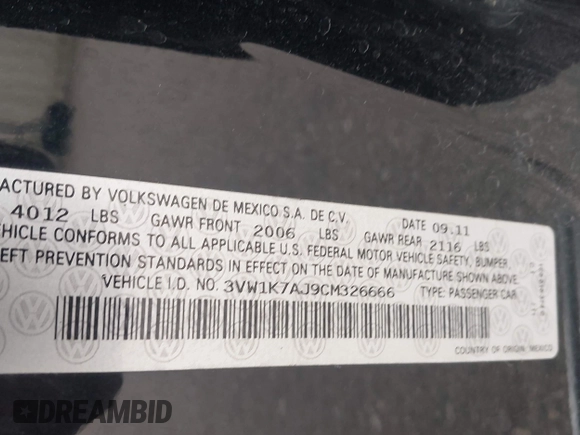 ACTURED BY VOLKSWAGEN DE MEXICO S.A. DE C.V. DATE 09.11
4012 LBS GAWR FRONT 2006 LBS GAWR REAR 2116 LBS
EHICLE CONFORMS TO ALL APPLICABLE U.S. FEDERAL MOTOR VEHICLE SAFETY, BUMPER
EFT PREVENTION STANDARDS IN EFFECT ON THE DATE OF MANUFACTURE SHOWN ABOVE.
VEHICLE I.D. NO. 3VW1K7AJ9CM326666 TYPE: PASSENGER CAR
COUNTRY OF ORIGIN: MEXICO
DREAMBID